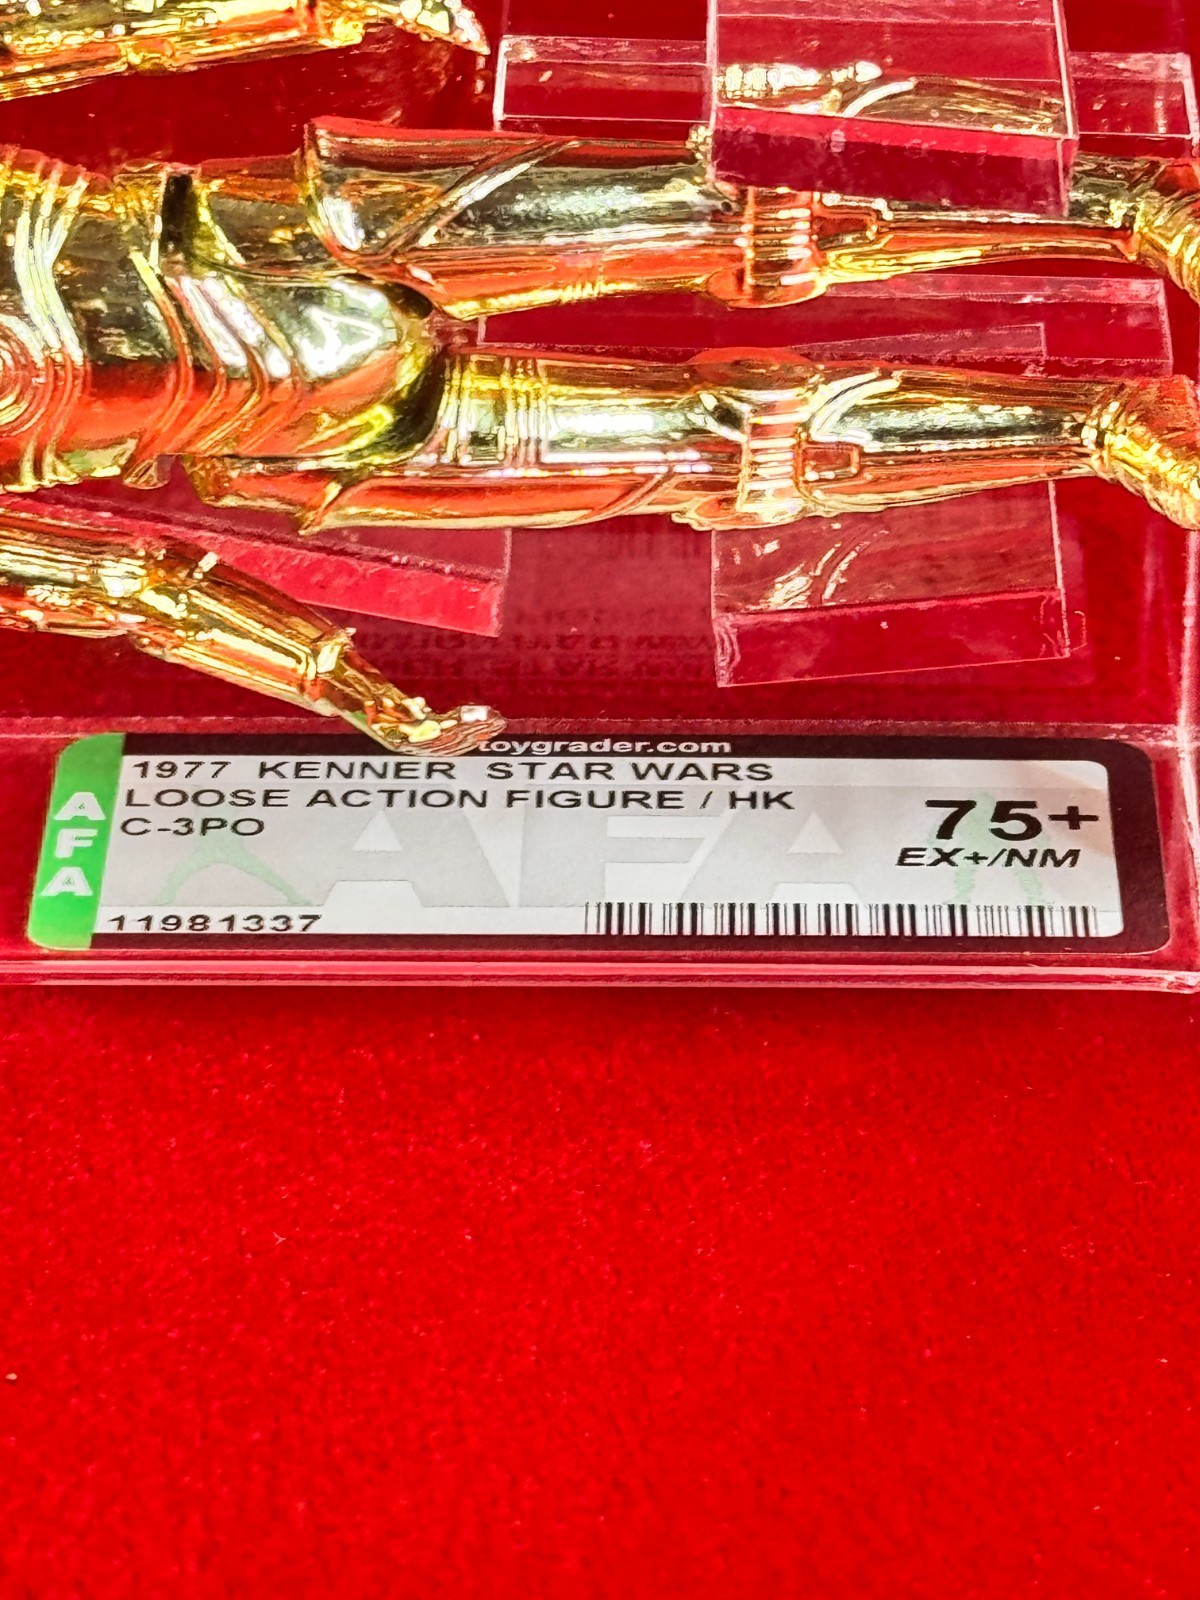 toygrader.com
1977 KENNER STAR WARS
LOOSE ACTION FIGURE / HK
C-3PO
75+
EX+/NM
AFA
AFA
11981337